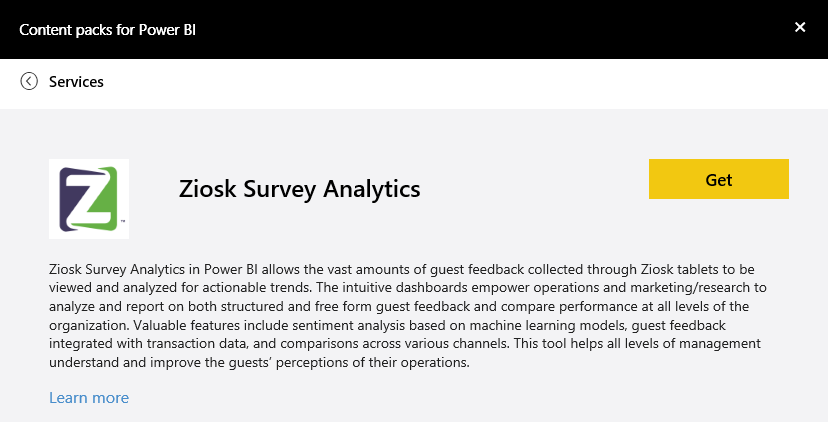 Content packs for Power BI
Services
Z
Ziosk Survey Analytics
Get
Ziosk Survey Analytics in Power BI allows the vast amounts of guest feedback collected through Ziosk tablets to be
viewed and analyzed for actionable trends. The intuitive dashboards empower operations and marketing/research to
analyze and report on both structured and free form guest feedback and compare performance at all levels of the
organization. Valuable features include sentiment analysis based on machine learning models, guest feedback
integrated with transaction data, and comparisons across various channels. This tool helps all levels of management
understand and improve the guests’ perceptions of their operations.
Learn more